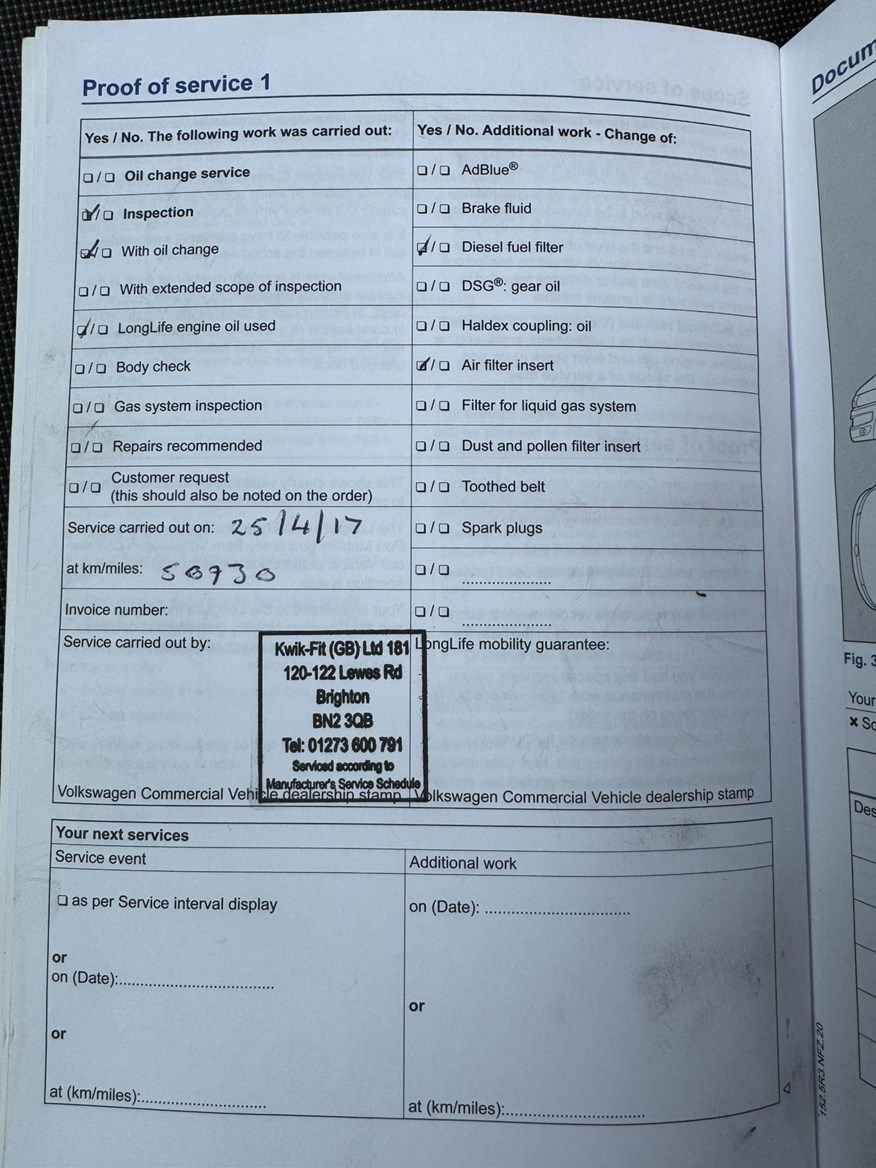 Proof of service 1
Yes / No. The following work was carried out:
❑ / ❑ Oil change service
☑ / ❑ Inspection
☑ / ❑ With oil change
❑ / ❑ With extended scope of inspection
☑ / ❑ LongLife engine oil used
❑ / ❑ Body check
❑ / ❑ Gas system inspection
❑ / ❑ Repairs recommended
❑ / ❑ Customer request
(this should also be noted on the order)
Service carried out on: 25/4/17
at km/miles: 50730
Invoice number:
Service carried out by:
Kwik-Fit (GB) Ltd 181
120-122 Lewes Rd
Brighton
BN2 3QB
Tel: 01273 600 791
Serviced according to
Manufacturer's Service Schedule
Volkswagen Commercial Vehicle dealership stamp
Yes / No. Additional work - Change of:
❑ / ❑ AdBlue®
❑ / ❑ Brake fluid
☑ / ❑ Diesel fuel filter
❑ / ❑ DSG®: gear oil
❑ / ❑ Haldex coupling: oil
☑ / ❑ Air filter insert
❑ / ❑ Filter for liquid gas system
❑ / ❑ Dust and pollen filter insert
❑ / ❑ Toothed belt
❑ / ❑ Spark plugs
❑ / ❑ ......................
❑ / ❑ ......................
LongLife mobility guarantee:
Volkswagen Commercial Vehicle dealership stamp
Your next services
Service event
❑ as per Service interval display
or
on (Date):...............................
or
at (km/miles):.........................
Additional work
on (Date): .............................
or
at (km/miles):............................
152.5R3.NFZ.20
Docum
Fig. 3
Your
× Sc
Des